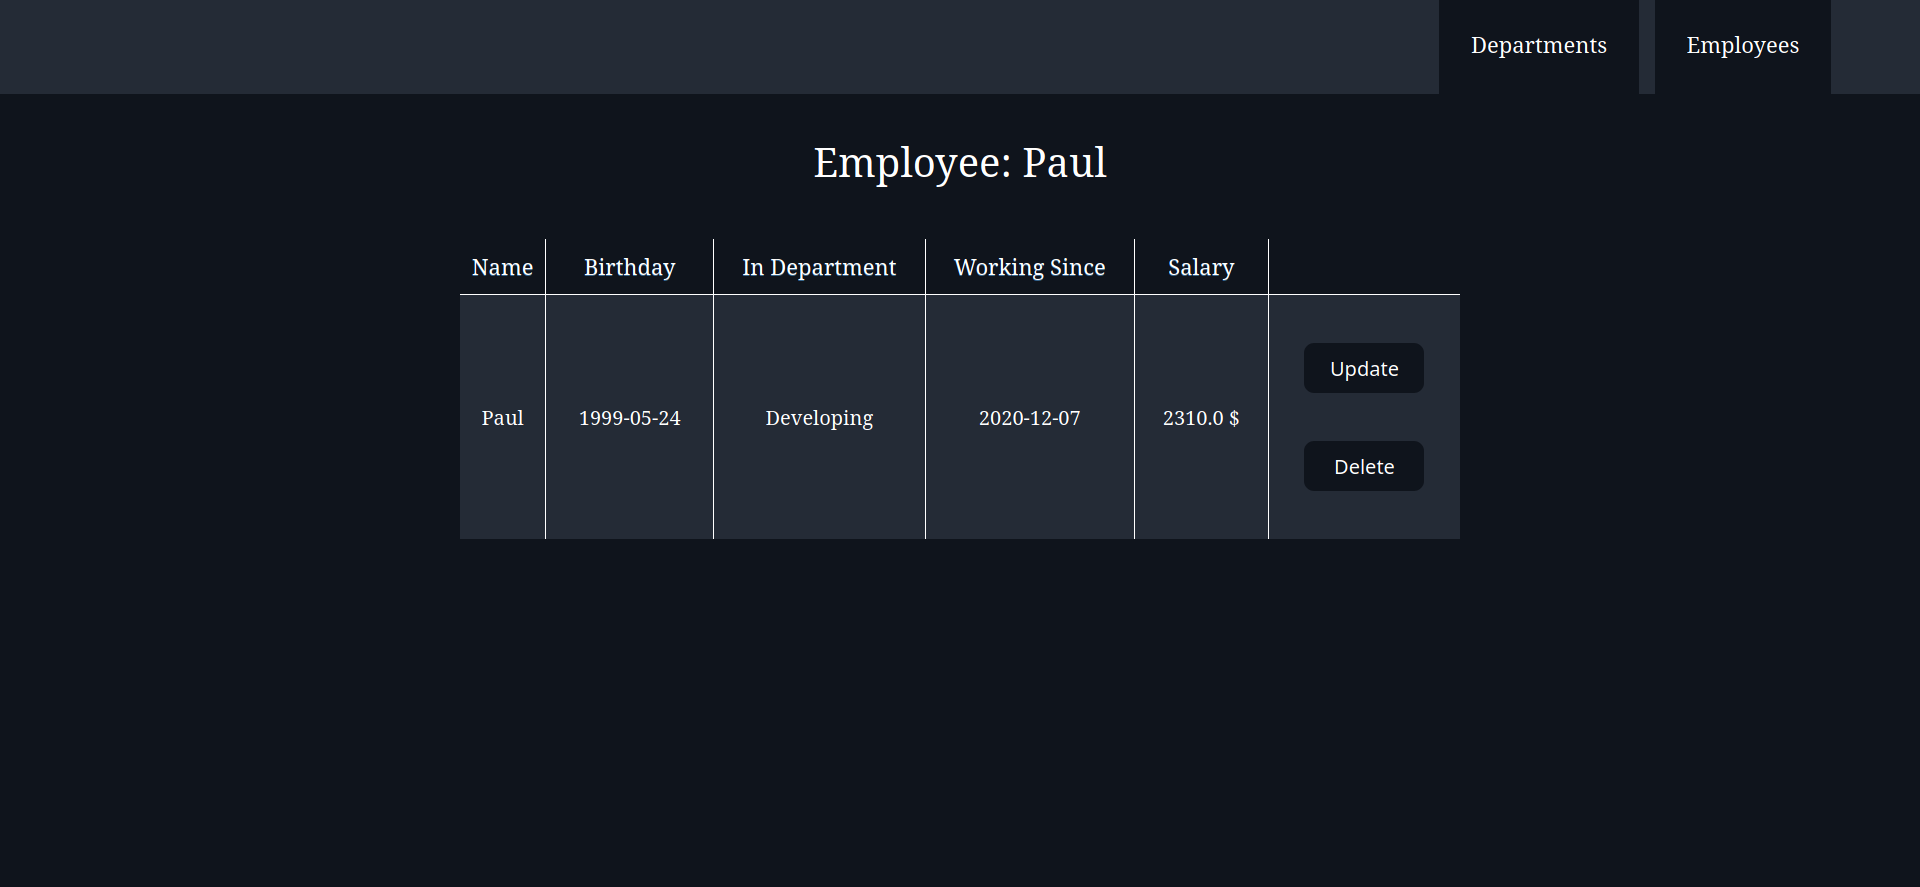 Departments Employees
Employee: Paul
Name Birthday In Department Working Since Salary
Paul 1999-05-24 Developing 2020-12-07 2310.0 $
Update
Delete